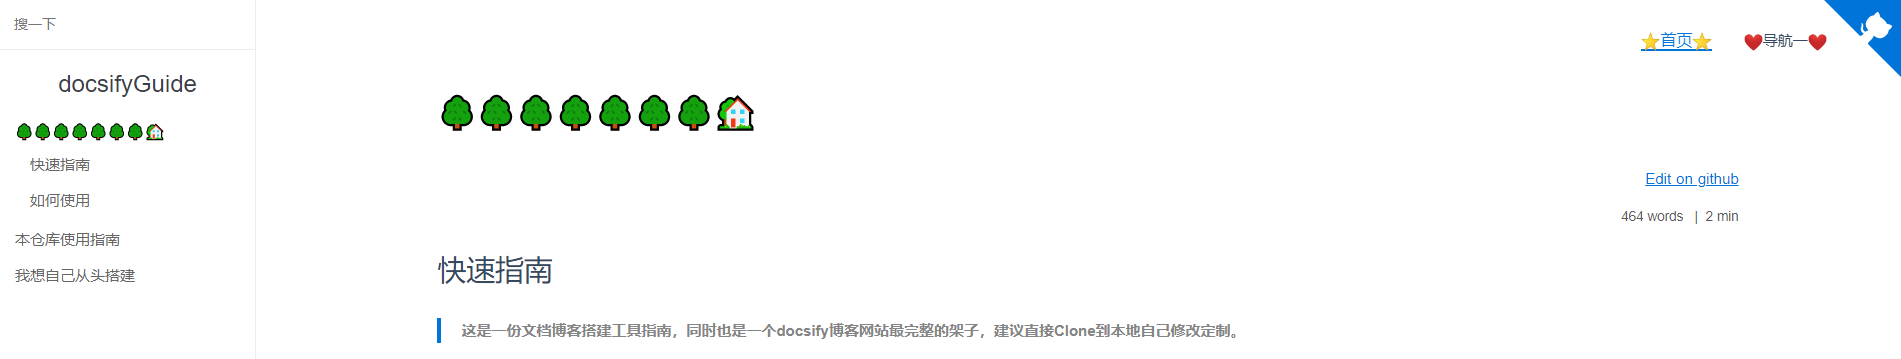 搜一下
docsifyGuide
🌳🌳🌳🌳🌳🌳🌳🏡
快速指南
如何使用
本仓库使用指南
我想自己从头搭建
⭐首页⭐ ❤️导航一❤️
🌳🌳🌳🌳🌳🌳🌳🏡
Edit on github
464 words | 2 min
快速指南
这是一份文档博客搭建工具指南，同时也是一个docsify博客网站最完整的架子，建议直接Clone到本地自己修改定制。